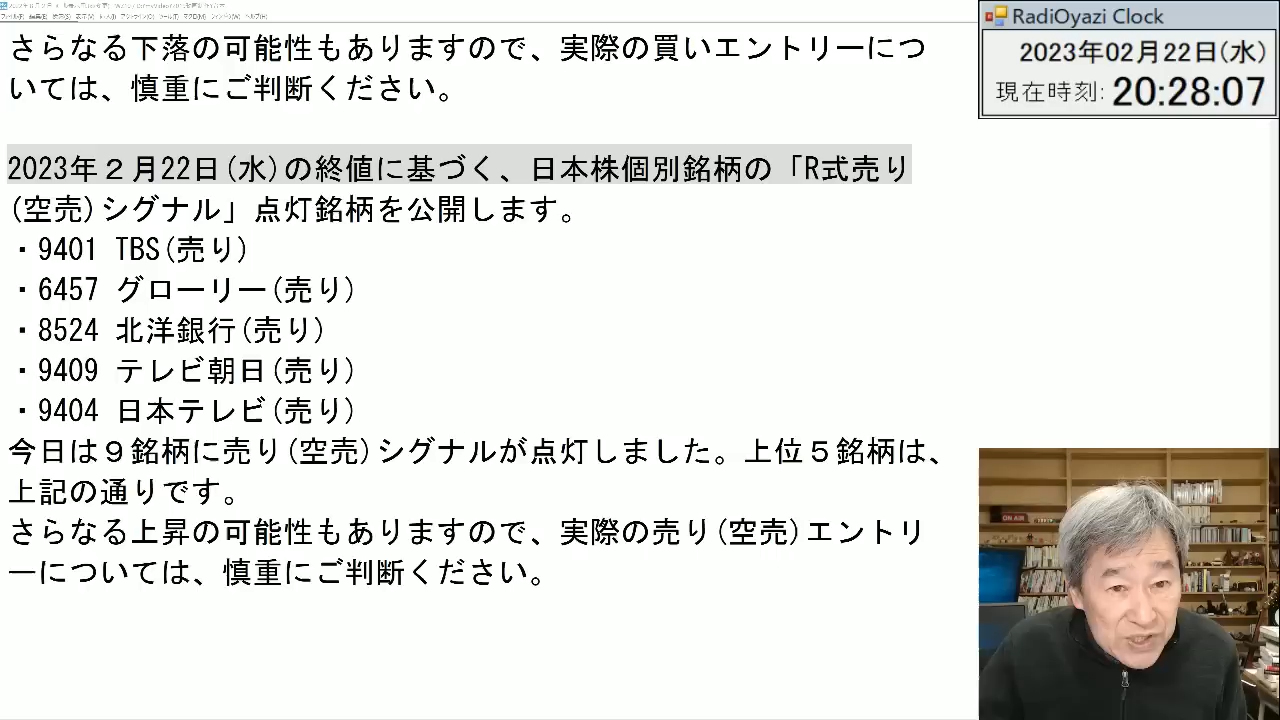 さらなる下落の可能性もありますので、実際の買いエントリーにつ
いては、慎重にご判断ください。
2023年２月22日(水)の終値に基づく、日本株個別銘柄の「R式売り
(空売)シグナル」点灯銘柄を公開します。
・9401 TBS(売り)
・6457 グローリー(売り)
・8524 北洋銀行(売り)
・9409 テレビ朝日(売り)
・9404 日本テレビ(売り)
今日は９銘柄に売り(空売)シグナルが点灯しました。上位５銘柄は、
上記の通りです。
さらなる上昇の可能性もありますので、実際の売り(空売)エントリ
ーについては、慎重にご判断ください。
RadiOyazi Clock
2023年02月22日(水)
現在時刻: 20:28:07
ON AIR